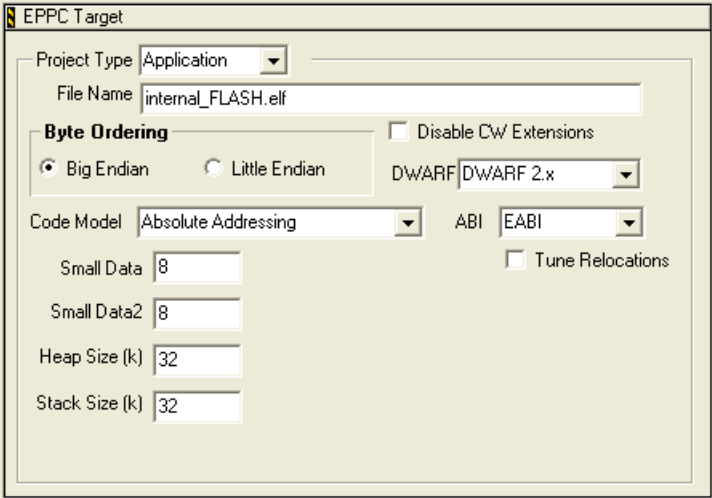 EPPC Target
Project Type Application
File Name internal_FLASH.elf
Byte Ordering Disable CW Extensions
Big Endian Little Endian DWARF DWARF 2.x
Code Model Absolute Addressing ABI EABI
Small Data 8 Tune Relocations
Small Data2 8
Heap Size (k) 32
Stack Size (k) 32